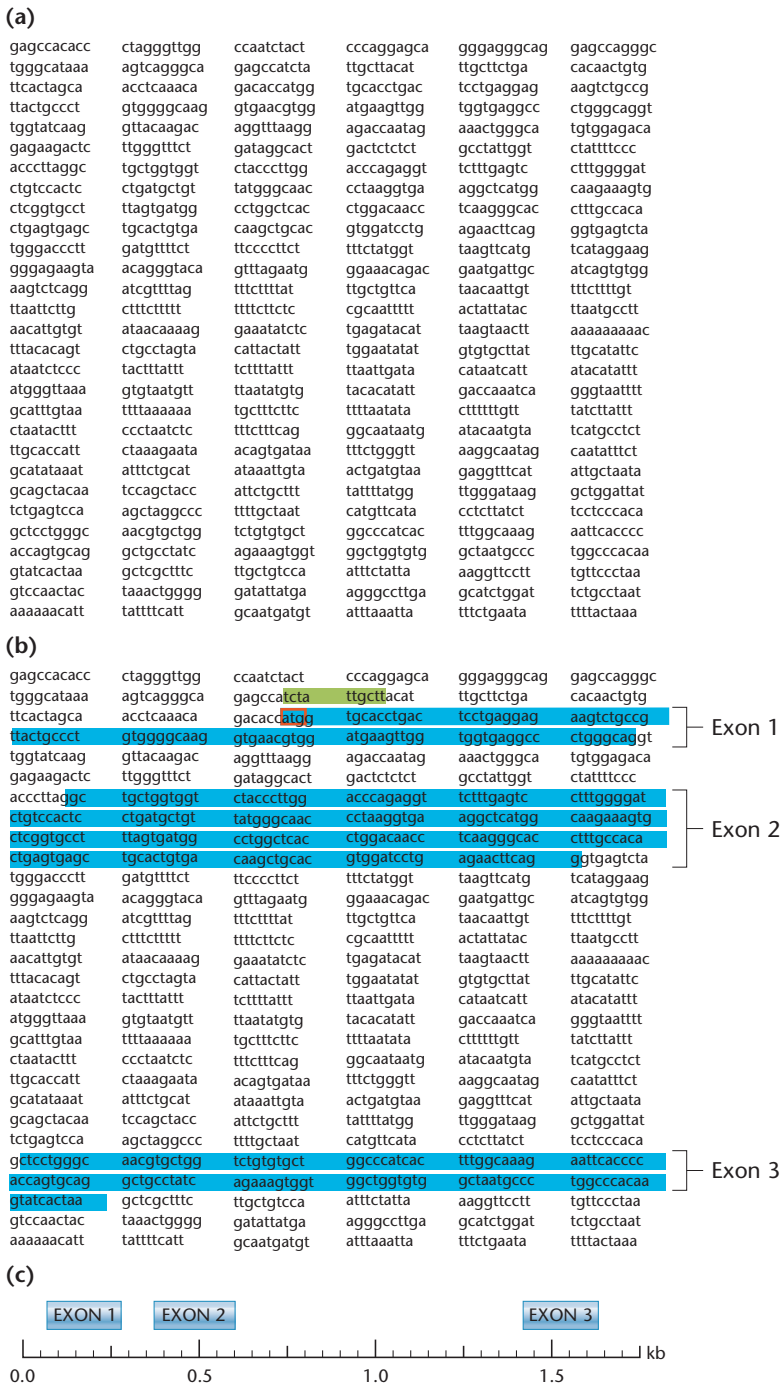 (a)
gagccacacc ctagggttgg ccaatctact cccaggagca gggagggcag gagccagggc
tgggcataaa agtcagggca gagccatcta ttgcttacat ttgcttctga cacaactgtg
ttcactagca acctcaaaca gacaccatgg tgcacctgac tcctgaggag aagtctgccg
ttactgccct gtggggcaag gtgaacgtgg atgaagttgg tggtgaggcc ctgggcaggt
tggtatcaag gttacaagac aggtttaagg agaccaatag aaactgggca tgtggagaca
gagaagactc ttgggtttct gataggcact gactctctct gcctattggt ctattttccc
acccttaggc tgctggtggt ctacccttgg acccagaggt tctttgagtc ctttggggat
ctgtccactc ctgatgctgt tatgggcaac cctaaggtga aggctcatgg caagaaagtg
ctcggtgcct ttagtgatgg cctggctcac ctggacaacc tcaagggcac ctttgccaca
ctgagtgagc tgcactgtga caagctgcac gtggatcctg agaacttcag ggtgagtcta
tgggaccctt gatgttttct ttccccttct tttctatggt taagttcatg tcataggaag
gggagaagta acagggtaca gtttagaatg ggaaacagac gaatgattgc atcagtgtgg
aagtctcagg atcgttttag tttcttttat ttgctgttca taacaattgt tttcttttgt
ttaattcttg ctttcttttt ttttcttctc cgcaattttt actattatac ttaatgcctt
aacattgtgt ataacaaaag gaaatatctc tgagatacat taagtaactt aaaaaaaaac
tttacacagt ctgcctagta cattactatt tggaatatat gtgtgcttat ttgcatattc
ataatctccc tactttattt tcttttattt ttaattgata cataatcatt atacatattt
atgggttaaa gtgtaatgtt ttaatatgtg tacacatatt gaccaaatca gggtaatttt
gcatttgtaa ttttaaaaaa tgctttcttc ttttaatata cttttttgtt tatcttattt
ctaatacttt ccctaatctc tttctttcag ggcaataatg atacaatgta tcatgcctct
ttgcaccatt ctaaagaata acagtgataa tttctgggtt aaggcaatag caatatttct
gcatataaat atttctgcat ataaattgta actgatgtaa gaggtttcat attgctaata
gcagctacaa tccagctacc attctgcttt tattttatgg ttgggataag gctggattat
tctgagtcca agctaggccc ttttgctaat catgttcata cctcttatct tcctcccaca
gctcctgggc aacgtgctgg tctgtgtgct ggcccatcac tttggcaaag aattcacccc
accagtgcag gctgcctatc agaaagtggt ggctggtgtg gctaatgccc tggcccacaa
gtatcactaa gctcgctttc ttgctgtcca atttctatta aaggttcctt tgttccctaa
gtccaactac taaactgggg gatattatga agggccttga gcatctggat tctgcctaat
aaaaaacatt tattttcatt gcaatgatgt atttaaatta tttctgaata ttttactaaa
(b)
gagccacacc ctagggttgg ccaatctact cccaggagca gggagggcag gagccagggc
tgggcataaa agtcagggca gagccatcta ttgcttacat ttgcttctga cacaactgtg
ttcactagca acctcaaaca gacaccatgg tgcacctgac tcctgaggag aagtctgccg
Exon 1
ttactgccct gtggggcaag gtgaacgtgg atgaagttgg tggtgaggcc ctgggcaggt
tggtatcaag gttacaagac aggtttaagg agaccaatag aaactgggca tgtggagaca
gagaagactc ttgggtttct gataggcact gactctctct gcctattggt ctattttccc
acccttaggc tgctggtggt ctacccttgg acccagaggt tctttgagtc ctttggggat
ctgtccactc ctgatgctgt tatgggcaac cctaaggtga aggctcatgg caagaaagtg
Exon 2
ctcggtgcct ttagtgatgg cctggctcac ctggacaacc tcaagggcac ctttgccaca
ctgagtgagc tgcactgtga caagctgcac gtggatcctg agaacttcag ggtgagtcta
tgggaccctt gatgttttct ttccccttct tttctatggt taagttcatg tcataggaag
gggagaagta acagggtaca gtttagaatg ggaaacagac gaatgattgc atcagtgtgg
aagtctcagg atcgttttag tttcttttat ttgctgttca taacaattgt tttcttttgt
ttaattcttg ctttcttttt ttttcttctc cgcaattttt actattatac ttaatgcctt
aacattgtgt ataacaaaag gaaatatctc tgagatacat taagtaactt aaaaaaaaac
tttacacagt ctgcctagta cattactatt tggaatatat gtgtgcttat ttgcatattc
ataatctccc tactttattt tcttttattt ttaattgata cataatcatt atacatattt
atgggttaaa gtgtaatgtt ttaatatgtg tacacatatt gaccaaatca gggtaatttt
gcatttgtaa ttttaaaaaa tgctttcttc ttttaatata cttttttgtt tatcttattt
ctaatacttt ccctaatctc tttctttcag ggcaataatg atacaatgta tcatgcctct
ttgcaccatt ctaaagaata acagtgataa tttctgggtt aaggcaatag caatatttct
gcatataaat atttctgcat ataaattgta actgatgtaa gaggtttcat attgctaata
gcagctacaa tccagctacc attctgcttt tattttatgg ttgggataag gctggattat
tctgagtcca agctaggccc ttttgctaat catgttcata cctcttatct tcctcccaca
gctcctgggc aacgtgctgg tctgtgtgct ggcccatcac tttggcaaag aattcacccc
Exon 3
accagtgcag gctgcctatc agaaagtggt ggctggtgtg gctaatgccc tggcccacaa
gtatcactaa gctcgctttc ttgctgtcca atttctatta aaggttcctt tgttccctaa
gtccaactac taaactgggg gatattatga agggccttga gcatctggat tctgcctaat
aaaaaacatt tattttcatt gcaatgatgt atttaaatta tttctgaata ttttactaaa
(c)
EXON 1 EXON 2 EXON 3
kb
0.0 0.5 1.0 1.5